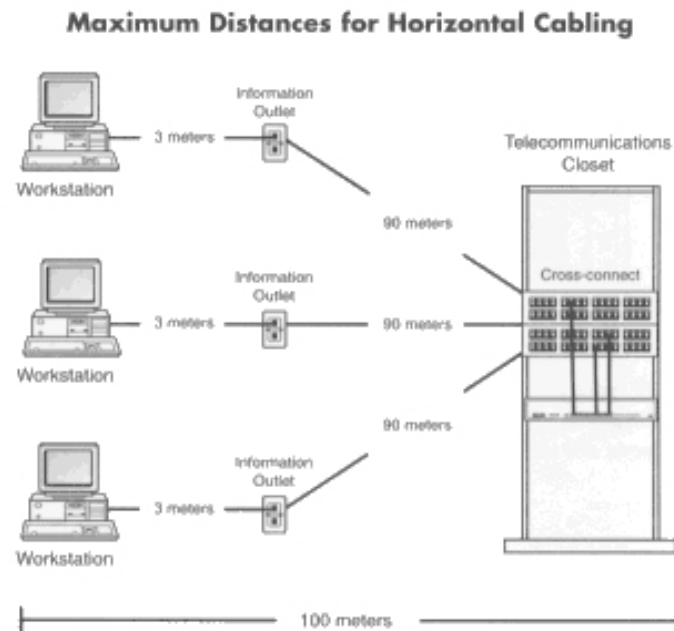 Maximum Distances for Horizontal Cabling
Information
Outlet
3 meters
Workstation
Telecommunications
Closet
90 meters
Cross-connect
Information
Outlet
3 meters
90 meters
Workstation
90 meters
Information
Outlet
3 meters
Workstation
100 meters